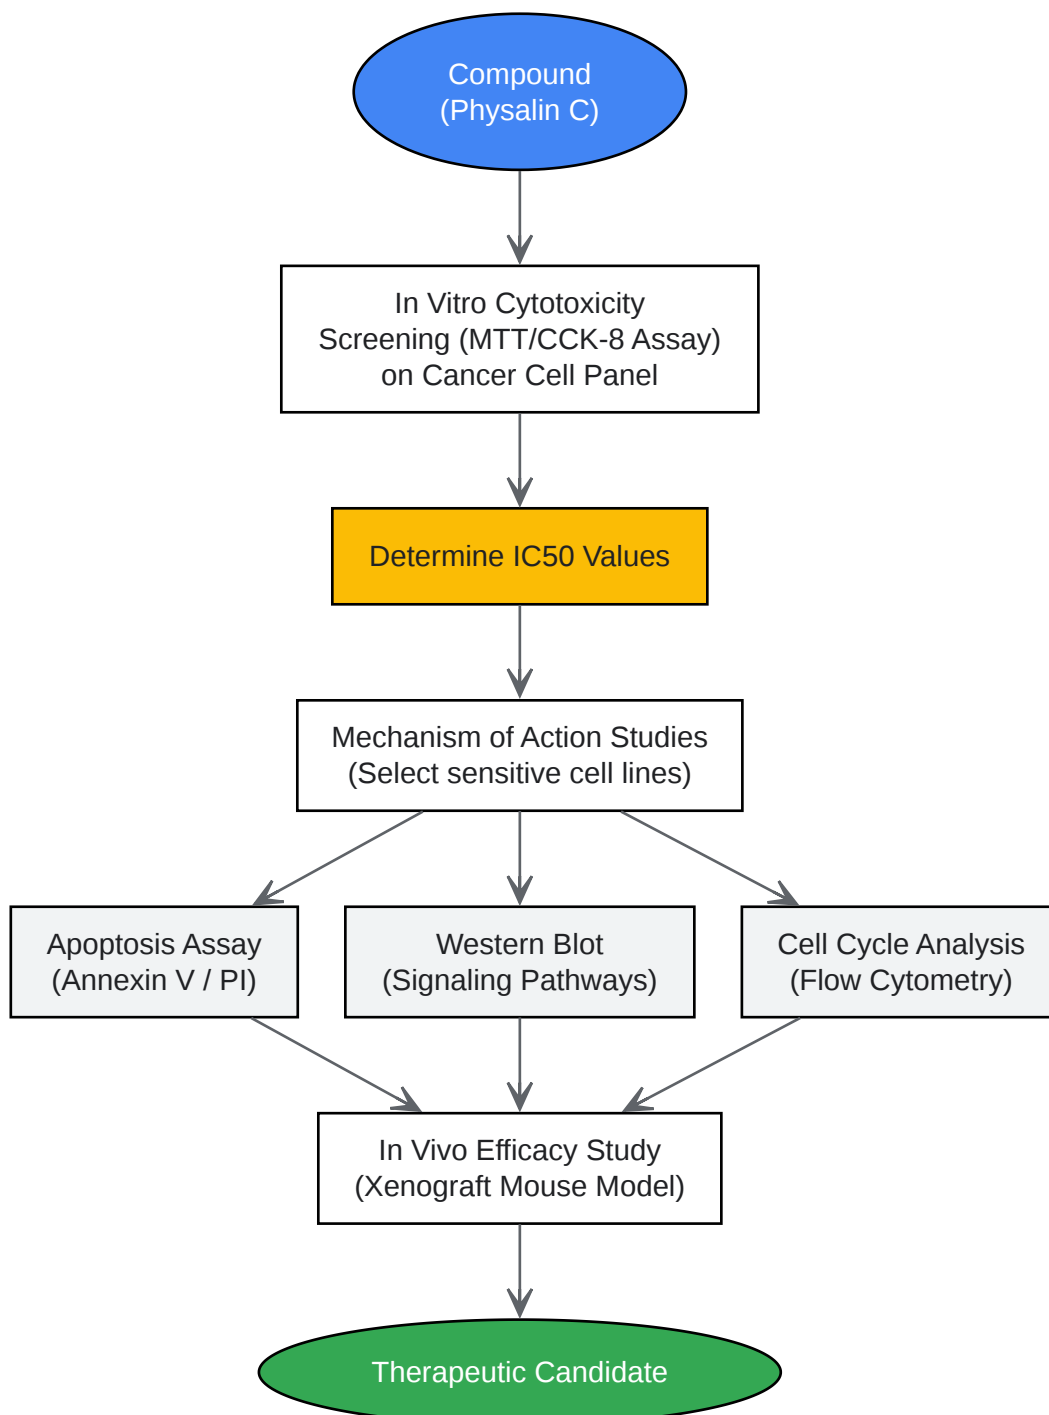 Compound
(Physalin C)
In Vitro Cytotoxicity
Screening (MTT/CCK-8 Assay)
on Cancer Cell Panel
Determine IC50 Values
Mechanism of Action Studies
(Select sensitive cell lines)
Apoptosis Assay
(Annexin V / PI)
Western Blot
(Signaling Pathways)
Cell Cycle Analysis
(Flow Cytometry)
In Vivo Efficacy Study
(Xenograft Mouse Model)
Therapeutic Candidate